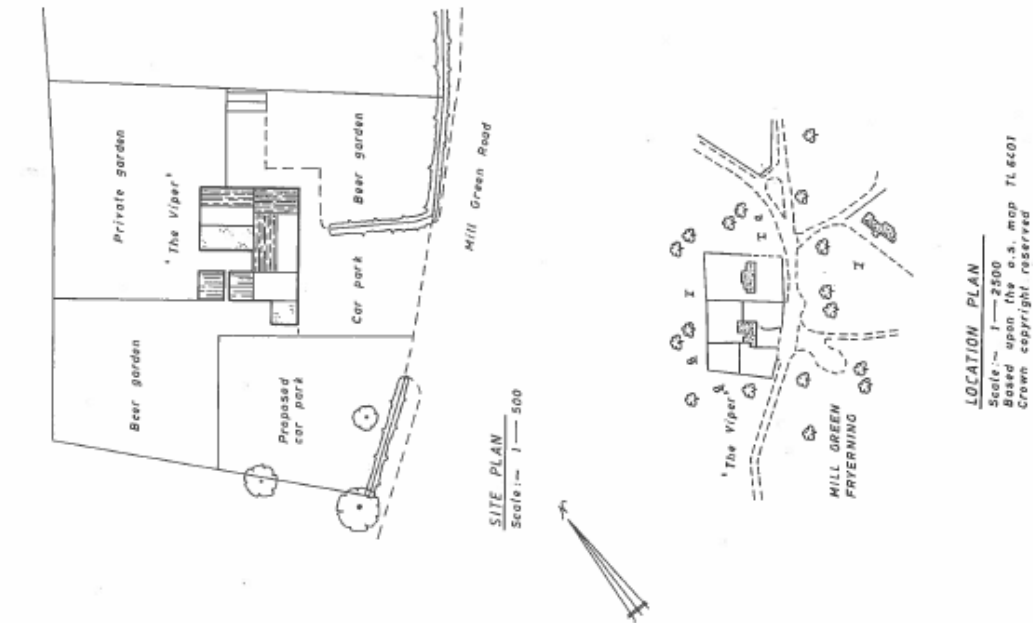 Private garden
' The Viper '
Beer garden
Beer garden
Car park
Proposed
car park
Mill Green Road
SITE PLAN
Scale:~ 1 — 500
' The Viper '
MILL GREEN
FRYERNING
LOCATION PLAN
Scale:~ 1 — 2500
Based upon the o.s. map TL 6401
Crown copyright reserved